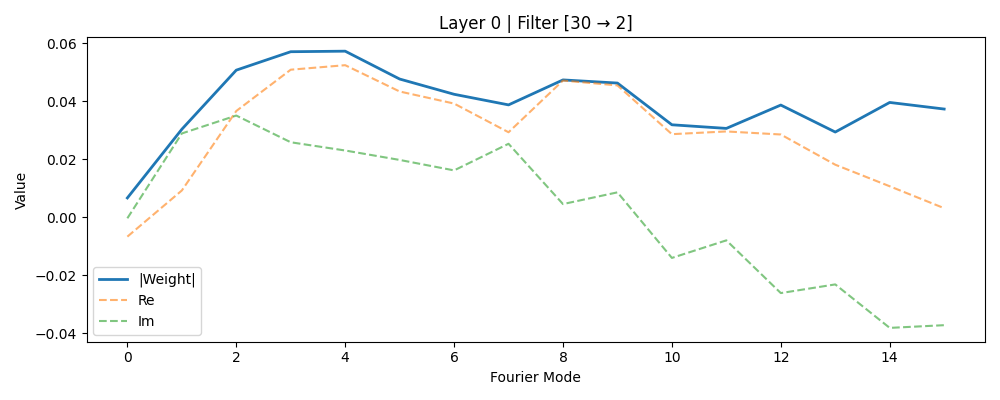 Layer 0 | Filter [30 → 2]
0.06
0.04
0.02
0.00
−0.02
−0.04
Value
|Weight|
Re
Im
0 2 4 6 8 10 12 14
Fourier Mode